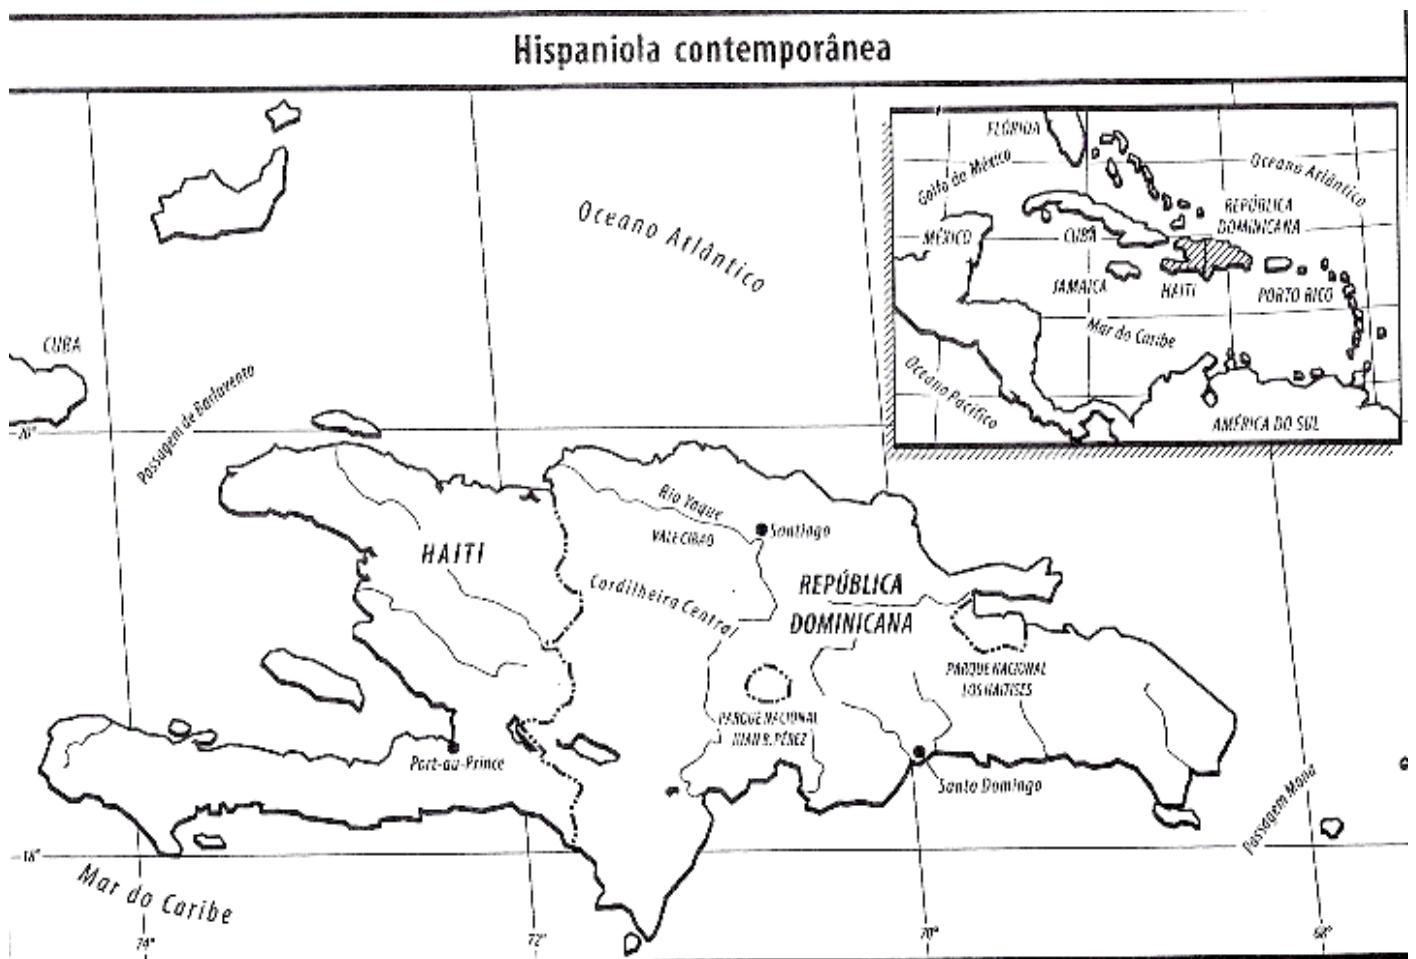 Hispaniola contemporânea
Oceano Atlântico
CUBA
Passagem de Barlavento
20°
HAITI
Rio Yaque
VALE CIBAO
Santiago
Cordilheira Central
REPÚBLICA
DOMINICANA
PARQUE NACIONAL
LOS HAITISES
PARQUE NACIONAL
JUAN B. PÉREZ
Port-au-Prince
Santo Domingo
Passagem Mona
18°
Mar do Caribe
74°
72°
70°
68°
FLÓRIDA
Golfo do México
Oceano Atlântico
REPÚBLICA
DOMINICANA
MÉXICO
CUBA
JAMAICA
HAITI
PORTO RICO
Mar do Caribe
Oceano Pacífico
AMÉRICA DO SUL